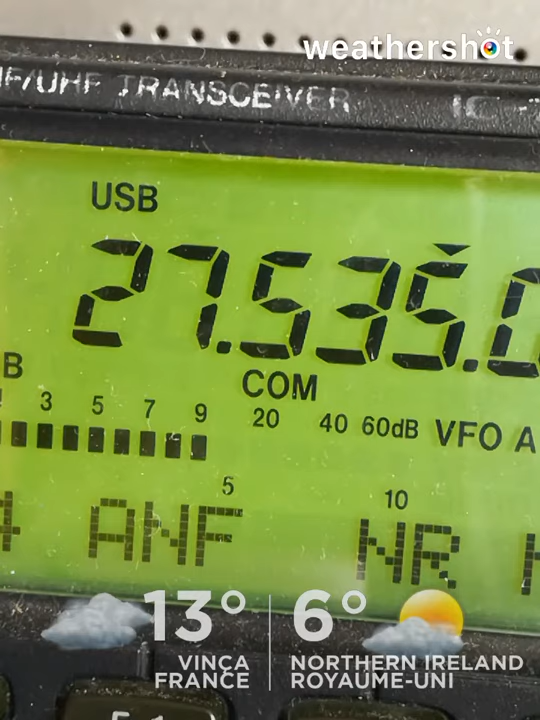 weathershot
F/UHF TRANSCEIVER IC-
USB
27.535.0
B COM
3 5 7 9 20 40 60dB VFO A
5 10
ANF NR
13° 6°
VINÇA NORTHERN IRELAND
FRANCE ROYAUME-UNI